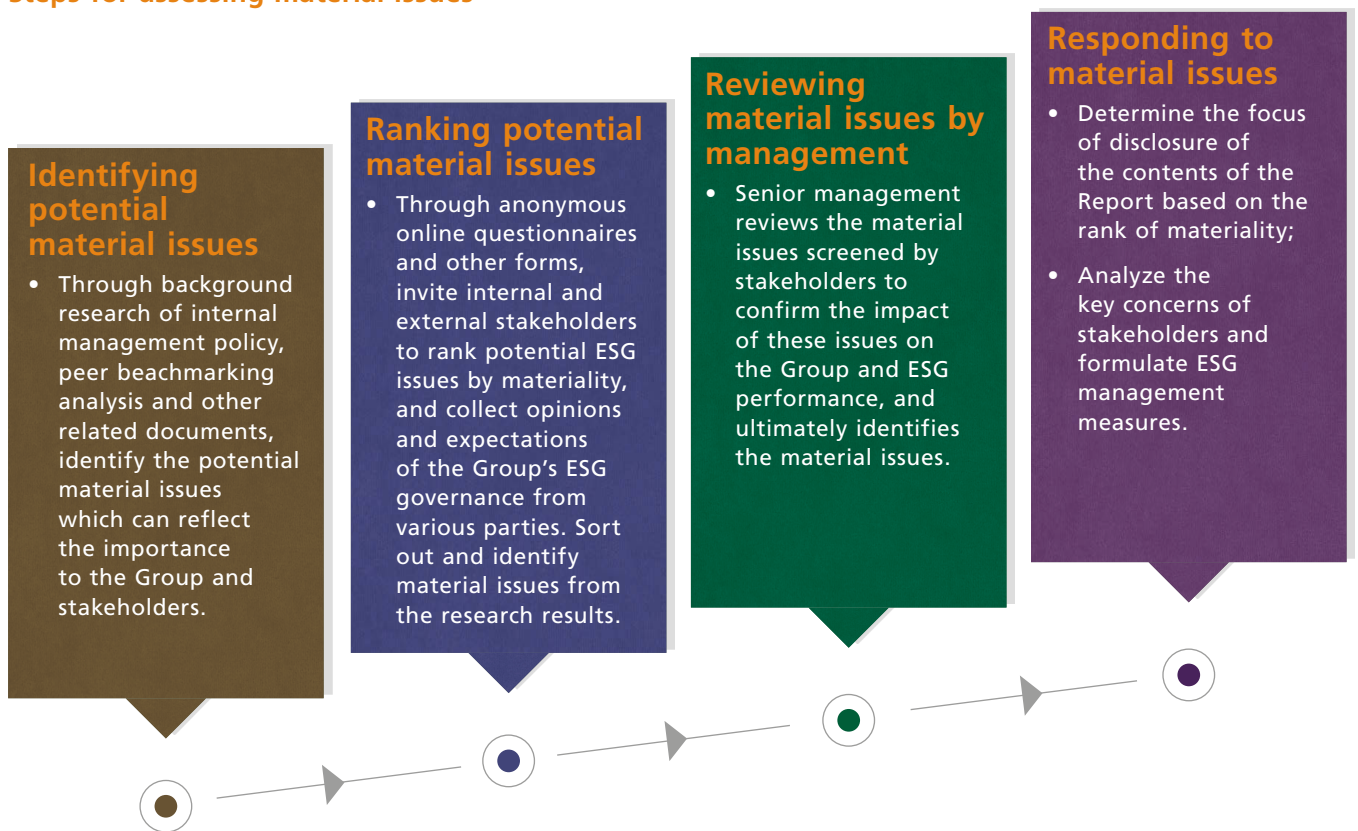 Steps for assessing material issues
Identifying
potential
material issues
• Through background
research of internal
management policy,
peer beachmarking
analysis and other
related documents,
identify the potential
material issues
which can reflect
the importance
to the Group and
stakeholders.
Ranking potential
material issues
• Through anonymous
online questionnaires
and other forms,
invite internal and
external stakeholders
to rank potential ESG
issues by materiality,
and collect opinions
and expectations
of the Group’s ESG
governance from
various parties. Sort
out and identify
material issues from
the research results.
Reviewing
material issues by
management
• Senior management
reviews the material
issues screened by
stakeholders to
confirm the impact
of these issues on
the Group and ESG
performance, and
ultimately identifies
the material issues.
Responding to
material issues
• Determine the focus
of disclosure of
the contents of the
Report based on the
rank of materiality;
• Analyze the
key concerns of
stakeholders and
formulate ESG
management
measures.